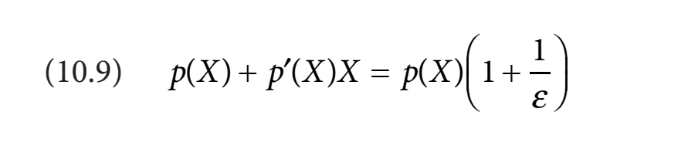 (10.9) p(X) + p′(X)X = p(X)(1 + 1/ε)